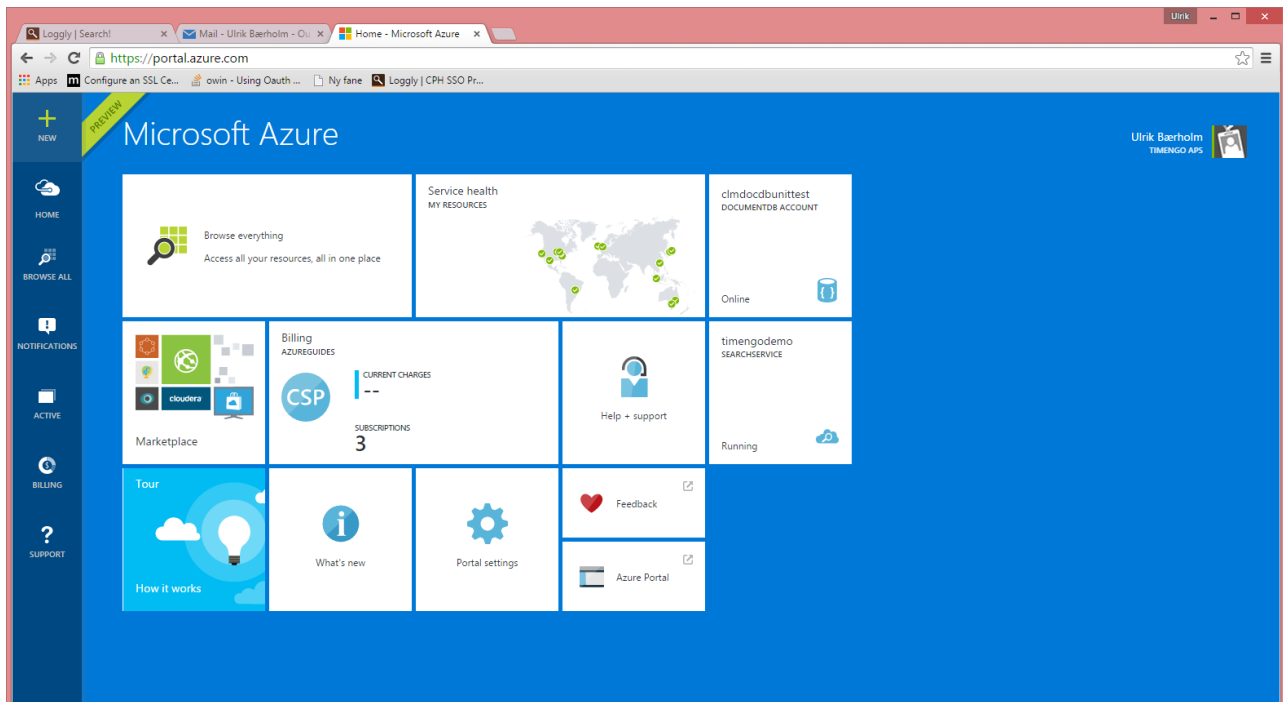 Ulrik
Loggly | Search!
Mail - Ulrik Bærholm - Ou
Home - Microsoft Azure
https://portal.azure.com
Apps
Configure an SSL Ce...
owin - Using Oauth ...
Ny fane
Loggly | CPH SSO Pr...
NEW
HOME
BROWSE ALL
NOTIFICATIONS
ACTIVE
BILLING
SUPPORT
PREVIEW
Microsoft Azure
Ulrik Bærholm
TIMENGO APS
Browse everything
Access all your resources, all in one place
Service health
MY RESOURCES
clmdocdbunittest
DOCUMENTDB ACCOUNT
Online
cloudera
Marketplace
Billing
AZUREGUIDES
CSP
CURRENT CHARGES
--
SUBSCRIPTIONS
3
Help + support
timengodemo
SEARCHSERVICE
Running
Tour
How it works
What's new
Portal settings
Feedback
Azure Portal